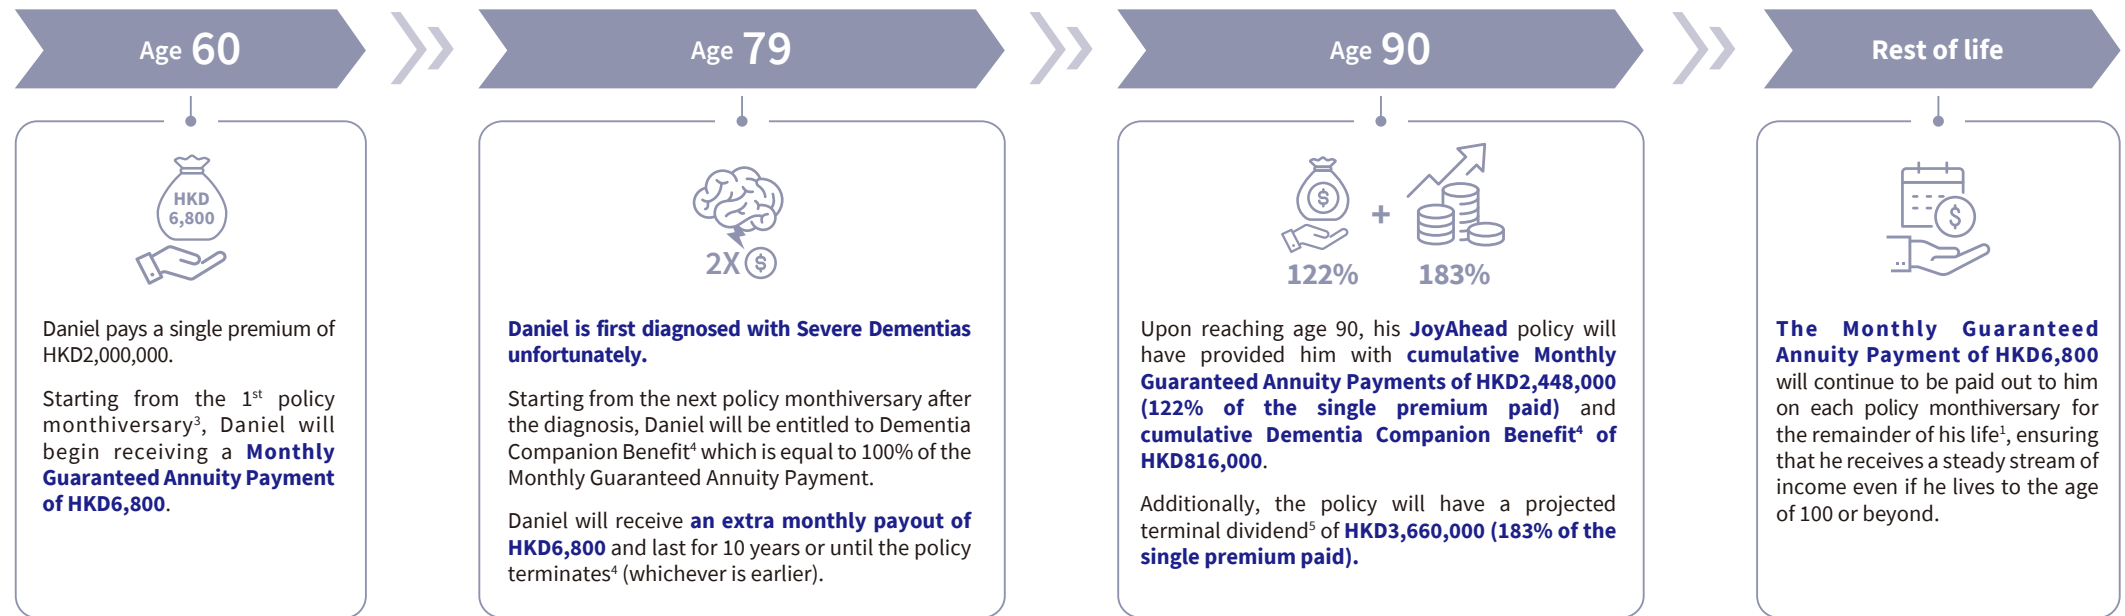 Age 60
HKD
6,800
Daniel pays a single premium of
HKD2,000,000.
Starting from the 1st policy
monthiversary3, Daniel will
begin receiving a Monthly
Guaranteed Annuity Payment
of HKD6,800.
Age 79
2X $
Daniel is first diagnosed with Severe Dementias
unfortunately.
Starting from the next policy monthiversary after
the diagnosis, Daniel will be entitled to Dementia
Companion Benefit4 which is equal to 100% of the
Monthly Guaranteed Annuity Payment.
Daniel will receive an extra monthly payout of
HKD6,800 and last for 10 years or until the policy
terminates4 (whichever is earlier).
Age 90
$
+
122%
183%
Upon reaching age 90, his JoyAhead policy will
have provided him with cumulative Monthly
Guaranteed Annuity Payments of HKD2,448,000
(122% of the single premium paid) and
cumulative Dementia Companion Benefit4 of
HKD816,000.
Additionally, the policy will have a projected
terminal dividend5 of HKD3,660,000 (183% of the
single premium paid).
Rest of life
$
The Monthly Guaranteed
Annuity Payment of HKD6,800
will continue to be paid out to him
on each policy monthiversary for
the remainder of his life1, ensuring
that he receives a steady stream of
income even if he lives to the age
of 100 or beyond.